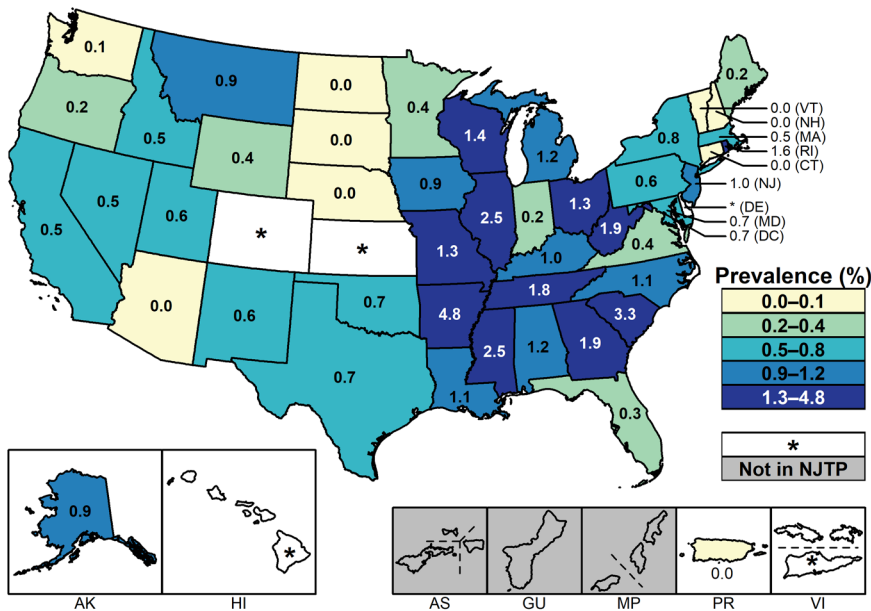 0.1
0.9
0.0
0.4
0.2
0.2
0.0 (VT)
0.0 (NH)
0.5 (MA)
1.6 (RI)
0.0 (CT)
0.5
0.4
0.0
1.4
1.2
0.8
1.0 (NJ)
0.0
0.9
0.6
* (DE)
0.7 (MD)
0.7 (DC)
0.5
0.5
0.6
*
*
1.3
2.5
0.2
1.3
1.9
0.4
1.0
1.1
0.0
0.6
0.7
4.8
1.8
3.3
0.7
1.1
2.5
1.2
1.9
0.3
Prevalence (%)
0.0–0.1
0.2–0.4
0.5–0.8
0.9–1.2
1.3–4.8
*
Not in NJTP
0.9
*
0.0
*
AK
HI
AS
GU
MP
PR
VI